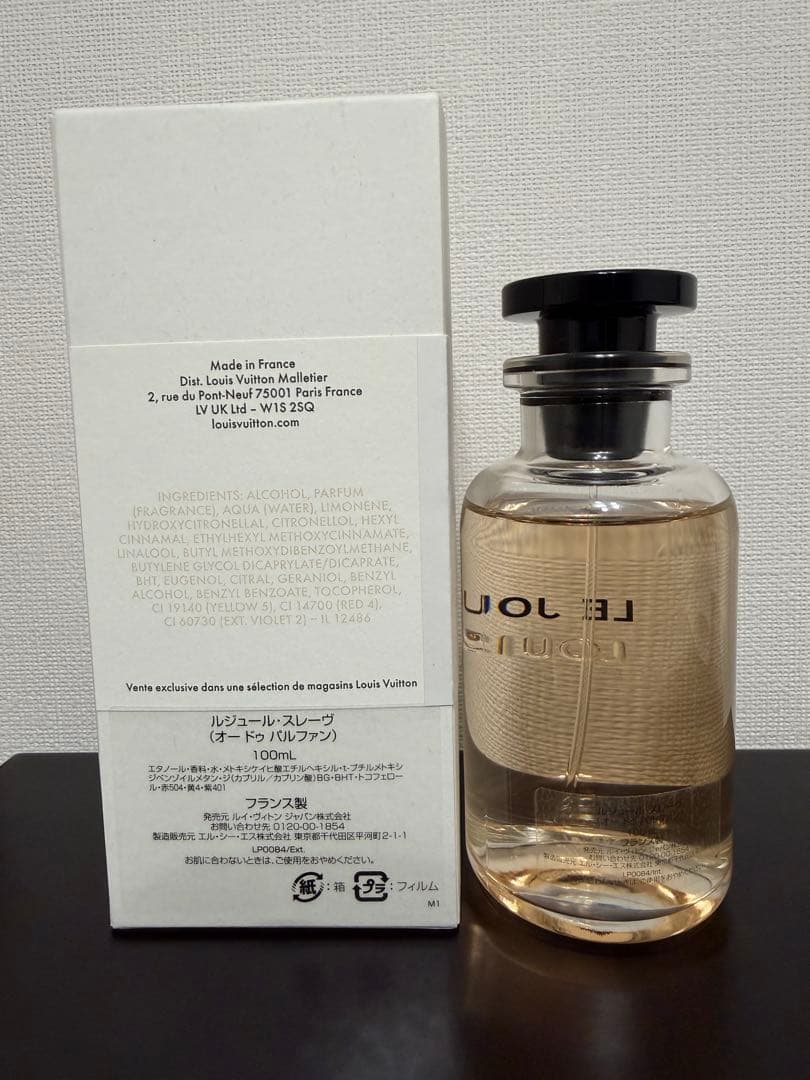 Made in France
Dist. Louis Vuitton Malletier
2, rue du Pont-Neuf 75001 Paris France
LV UK Ltd – W1S 2SQ
louisvuitton.com
INGREDIENTS: ALCOHOL, PARFUM
(FRAGRANCE), AQUA (WATER), LIMONENE,
HYDROXYCITRONELLAL, CITRONELLOL, HEXYL
CINNAMAL, ETHYLHEXYL METHOXYCINNAMATE,
LINALOOL, BUTYL METHOXYDIBENZOYLMETHANE,
BUTYLENE GLYCOL DICAPRYLATE/DICAPRATE,
BHT, EUGENOL, CITRAL, GERANIOL, BENZYL
ALCOHOL, BENZYL BENZOATE, TOCOPHEROL,
CI 19140 (YELLOW 5), CI 14700 (RED 4),
CI 60730 (EXT. VIOLET 2) – IL 12486
Vente exclusive dans une sélection de magasins Louis Vuitton
ルジュール・スレーヴ
（オー ドゥ パルファン）
100mL
エタノール・香料・水・メトキシケイヒ酸エチルヘキシル・t-ブチルメトキシ
ジベンゾイルメタン・ジ（カプリル／カプリン酸）BG・BHT・トコフェロー
ル・赤504・黄4・紫401
フランス製
発売元 ルイ・ヴィトン ジャパン株式会社
お問い合わせ先 0120-00-1854
製造販売元 エル・シー・エス株式会社 東京都千代田区平河町2-1-1
LP0084/Ext.
お肌に合わないときは、ご使用をおやめください。
紙：箱 プラ：フィルム
M1
LE JOU
LOUIS
フランス製
LP0084/Int.